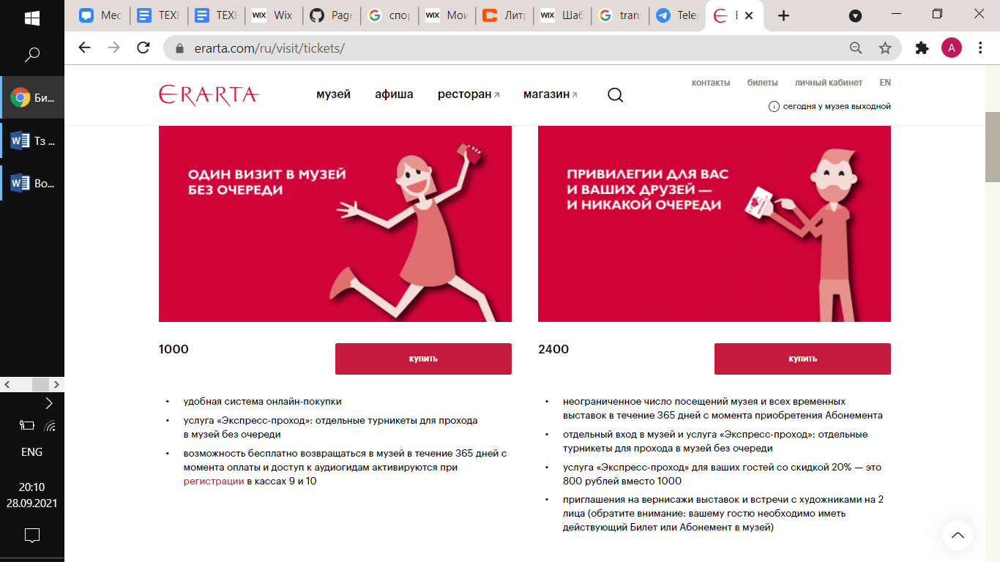 Мес
ТЕХ
ТЕХ
WIX Wix
Page
спор
WIX Мои
Литр
WIX Шаб
tran
Tele
erarta.com/ru/visit/tickets/
A
Би...
Тз ...
Во...
ENG
20:10
28.09.2021
ERARTA
музей афиша ресторан магазин
контакты билеты личный кабинет EN
сегодня у музея выходной
ОДИН ВИЗИТ В МУЗЕЙ
БЕЗ ОЧЕРЕДИ
1000
купить
• удобная система онлайн-покупки
• услуга «Экспресс-проход»: отдельные турникеты для прохода
в музей без очереди
• возможность бесплатно возвращаться в музей в течение 365 дней с
момента оплаты и доступ к аудиогидам активируются при
регистрации в кассах 9 и 10
ПРИВИЛЕГИИ ДЛЯ ВАС
И ВАШИХ ДРУЗЕЙ —
И НИКАКОЙ ОЧЕРЕДИ
2400
купить
• неограниченное число посещений музея и всех временных
выставок в течение 365 дней с момента приобретения Абонемента
• отдельный вход в музей и услуга «Экспресс-проход»: отдельные
турникеты для прохода в музей без очереди
• услуга «Экспресс-проход» для ваших гостей со скидкой 20% — это
800 рублей вместо 1000
• приглашения на вернисажи выставок и встречи с художниками на 2
лица (обратите внимание: вашему гостю необходимо иметь
действующий Билет или Абонемент в музей)